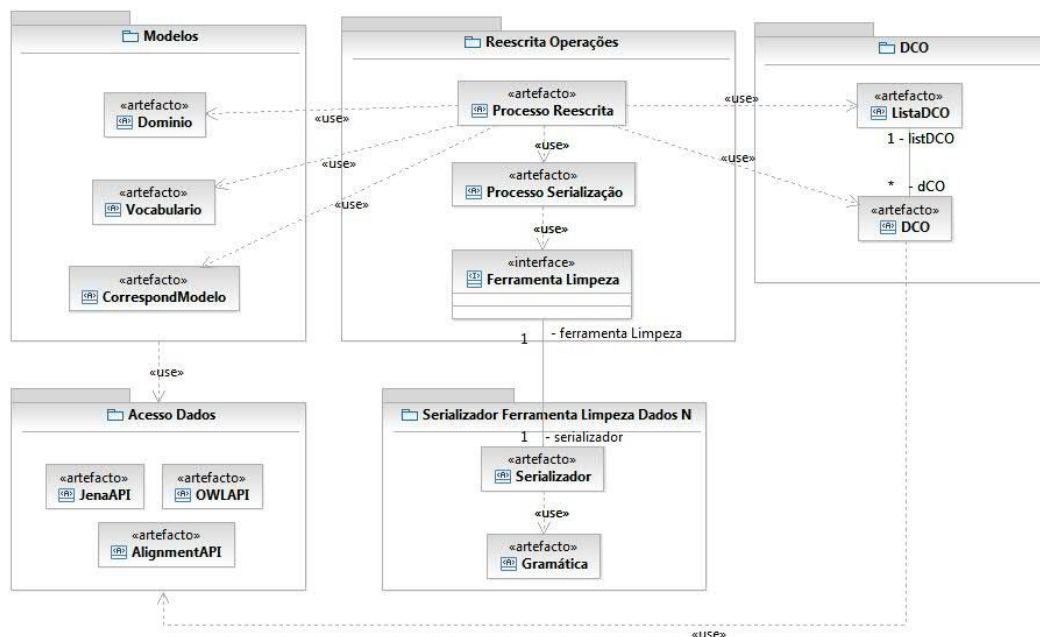 Modelos
«artefacto»
Dominio
«artefacto»
Vocabulario
«artefacto»
CorrespondModelo
Reescrita Operações
«artefacto»
Processo Reescrita
«use»
«use»
«use»
«use»
«artefacto»
Processo Serialização
«use»
«interface»
Ferramenta Limpeza
1 - ferramenta Limpeza
«use»
«use»
DCO
«artefacto»
ListaDCO
1 - listDCO
* - dCO
«artefacto»
DCO
«use»
Acesso Dados
«artefacto»
JenaAPI
«artefacto»
OWLAPI
«artefacto»
AlignmentAPI
Serializador Ferramenta Limpeza Dados N
1 - serializador
«artefacto»
Serializador
«use»
«artefacto»
Gramática
«use»